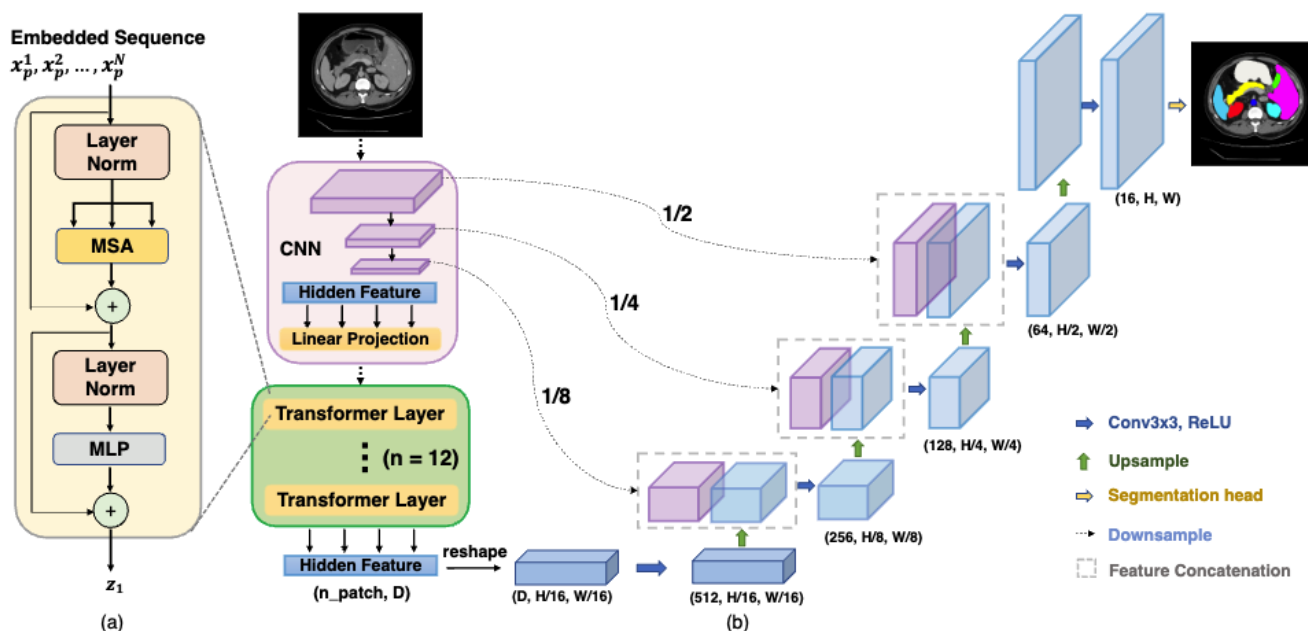 Embedded Sequence
x_p^1, x_p^2, ..., x_p^N
Layer
Norm
MSA
+
Layer
Norm
MLP
+
z_1
(a)
CNN
Hidden Feature
Linear Projection
Transformer Layer
(n = 12)
Transformer Layer
Hidden Feature
(n_patch, D)
reshape
(D, H/16, W/16)
(512, H/16, W/16)
(b)
1/2
1/4
1/8
(256, H/8, W/8)
(128, H/4, W/4)
(64, H/2, W/2)
(16, H, W)
Conv3x3, ReLU
Upsample
Segmentation head
Downsample
Feature Concatenation